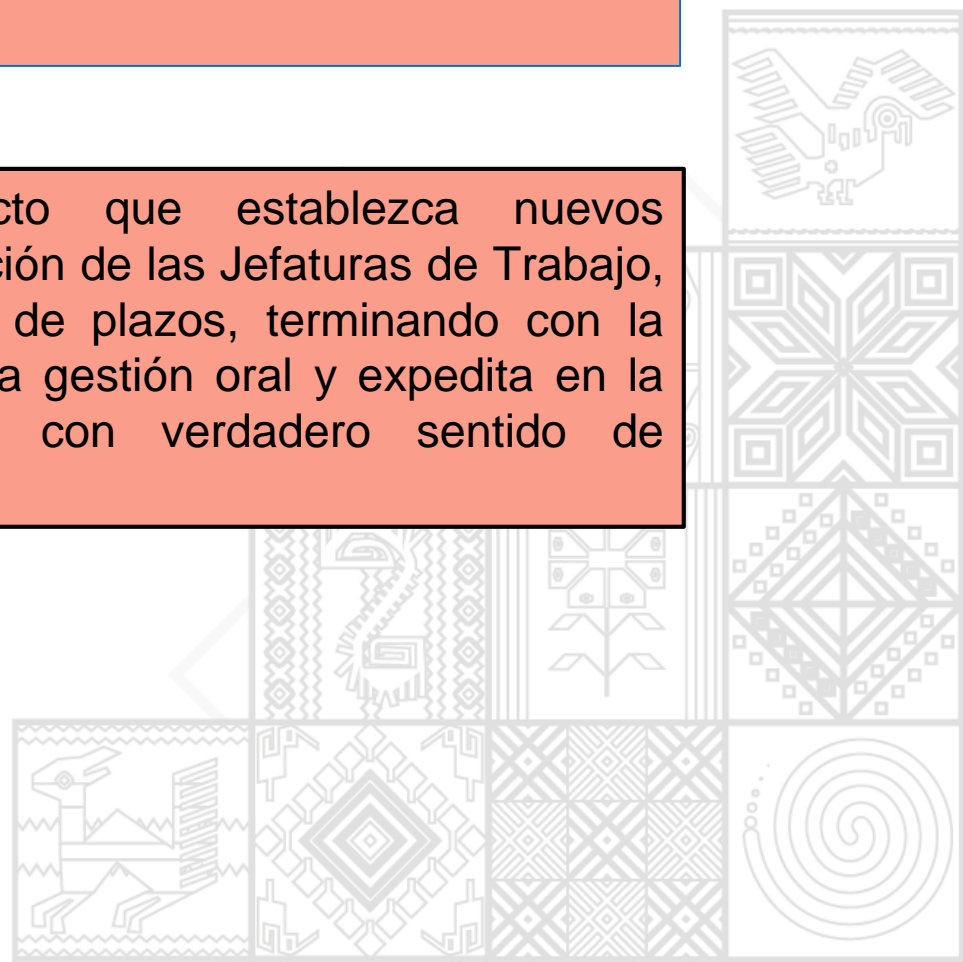 cto que establezca nuevos
ción de las Jefaturas de Trabajo,
de plazos, terminando con la
a gestión oral y expedita en la
con verdadero sentido de